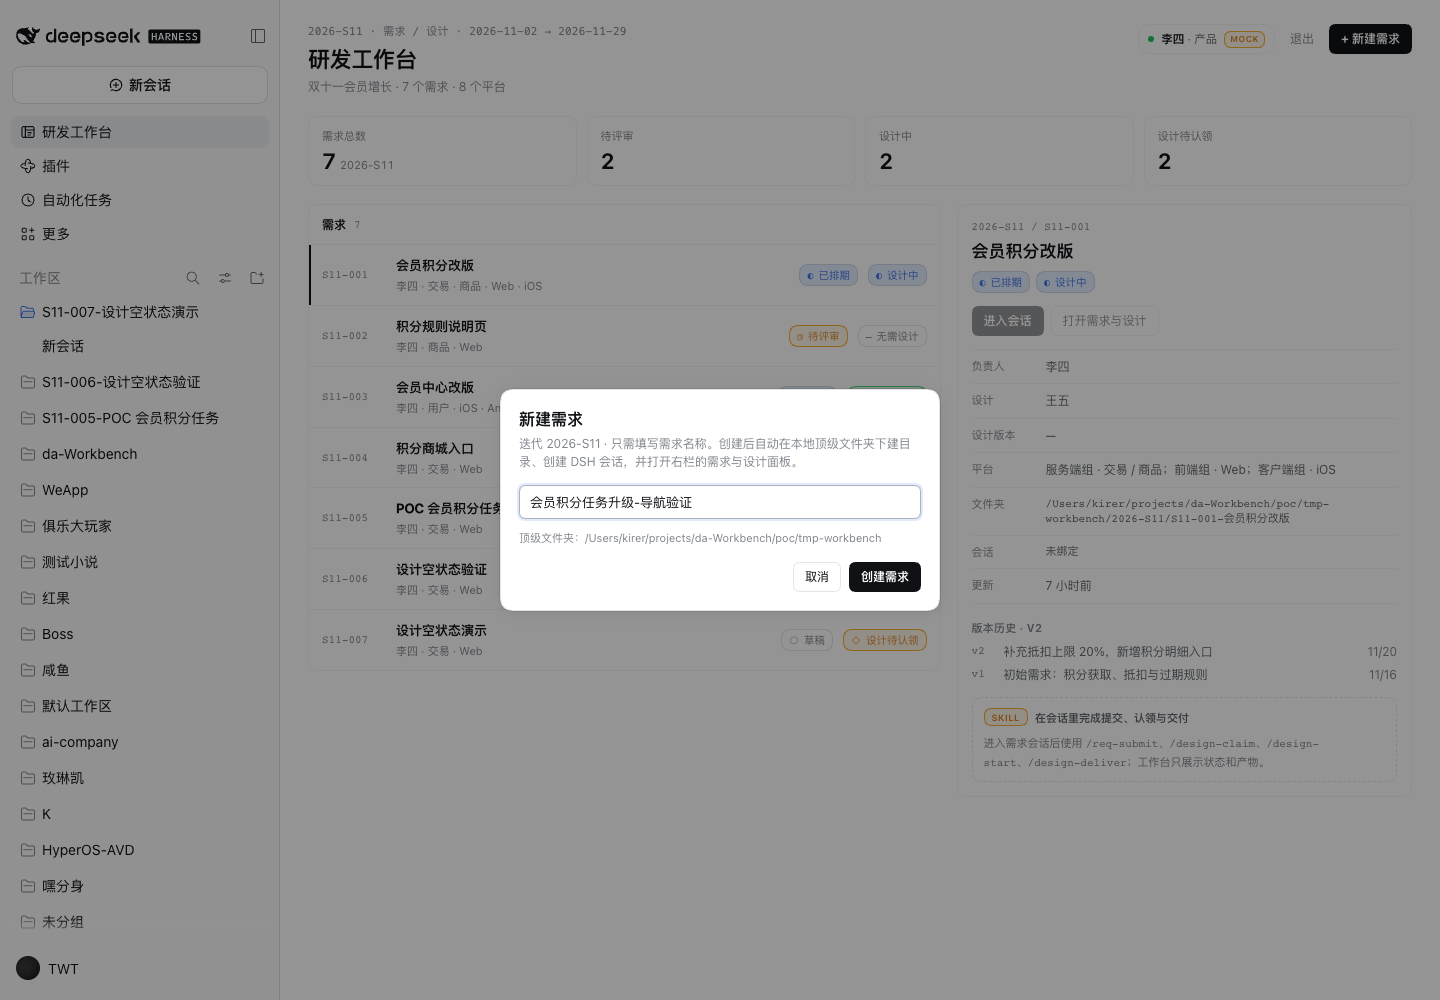 deepseek HARNESS
新会话
研发工作台
插件
自动化任务
更多
工作区
S11-007-设计空状态演示
新会话
S11-006-设计空状态验证
S11-005-POC 会员积分任务
da-Workbench
WeApp
俱乐大玩家
测试小说
红果
Boss
咸鱼
默认工作区
ai-company
玫琳凯
K
HyperOS-AVD
嘿分身
未分组
TWT
2026-S11 · 需求 / 设计 · 2026-11-02 → 2026-11-29
研发工作台
双十一会员增长 · 7 个需求 · 8 个平台
李四 · 产品 MOCK
退出
+ 新建需求
需求总数
7 2026-S11
待评审
2
设计中
2
设计待认领
2
需求 7
S11-001
会员积分改版
李四 · 交易 · 商品 · Web · iOS
已排期
设计中
S11-002
积分规则说明页
李四 · 商品 · Web
待评审
— 无需设计
S11-003
会员中心改版
李四 · 用户 · iOS · An
S11-004
积分商城入口
李四 · 交易 · Web
S11-005
POC 会员积分任务
李四 · 交易 · Web
S11-006
设计空状态验证
李四 · 交易 · Web
S11-007
设计空状态演示
李四 · 交易 · Web
草稿
设计待认领
新建需求
迭代 2026-S11 · 只需填写需求名称。创建后自动在本地顶级文件夹下建目
录、创建 DSH 会话，并打开右栏的需求与设计面板。
会员积分任务升级-导航验证
顶级文件夹：/Users/kirer/projects/da-Workbench/poc/tmp-workbench
取消
创建需求
2026-S11 / S11-001
会员积分改版
已排期
设计中
进入会话
打开需求与设计
负责人 李四
设计 王五
设计版本 —
平台 服务端组 · 交易 / 商品；前端组 · Web；客户端组 · iOS
文件夹 /Users/kirer/projects/da-Workbench/poc/tmp-
workbench/2026-S11/S11-001-会员积分改版
会话 未绑定
更新 7 小时前
版本历史 · V2
v2 补充抵扣上限 20%，新增积分明细入口 11/20
v1 初始需求：积分获取、抵扣与过期规则 11/16
SKILL 在会话里完成提交、认领与交付
进入需求会话后使用 /req-submit、/design-claim、/design-
start、/design-deliver；工作台只展示状态和产物。